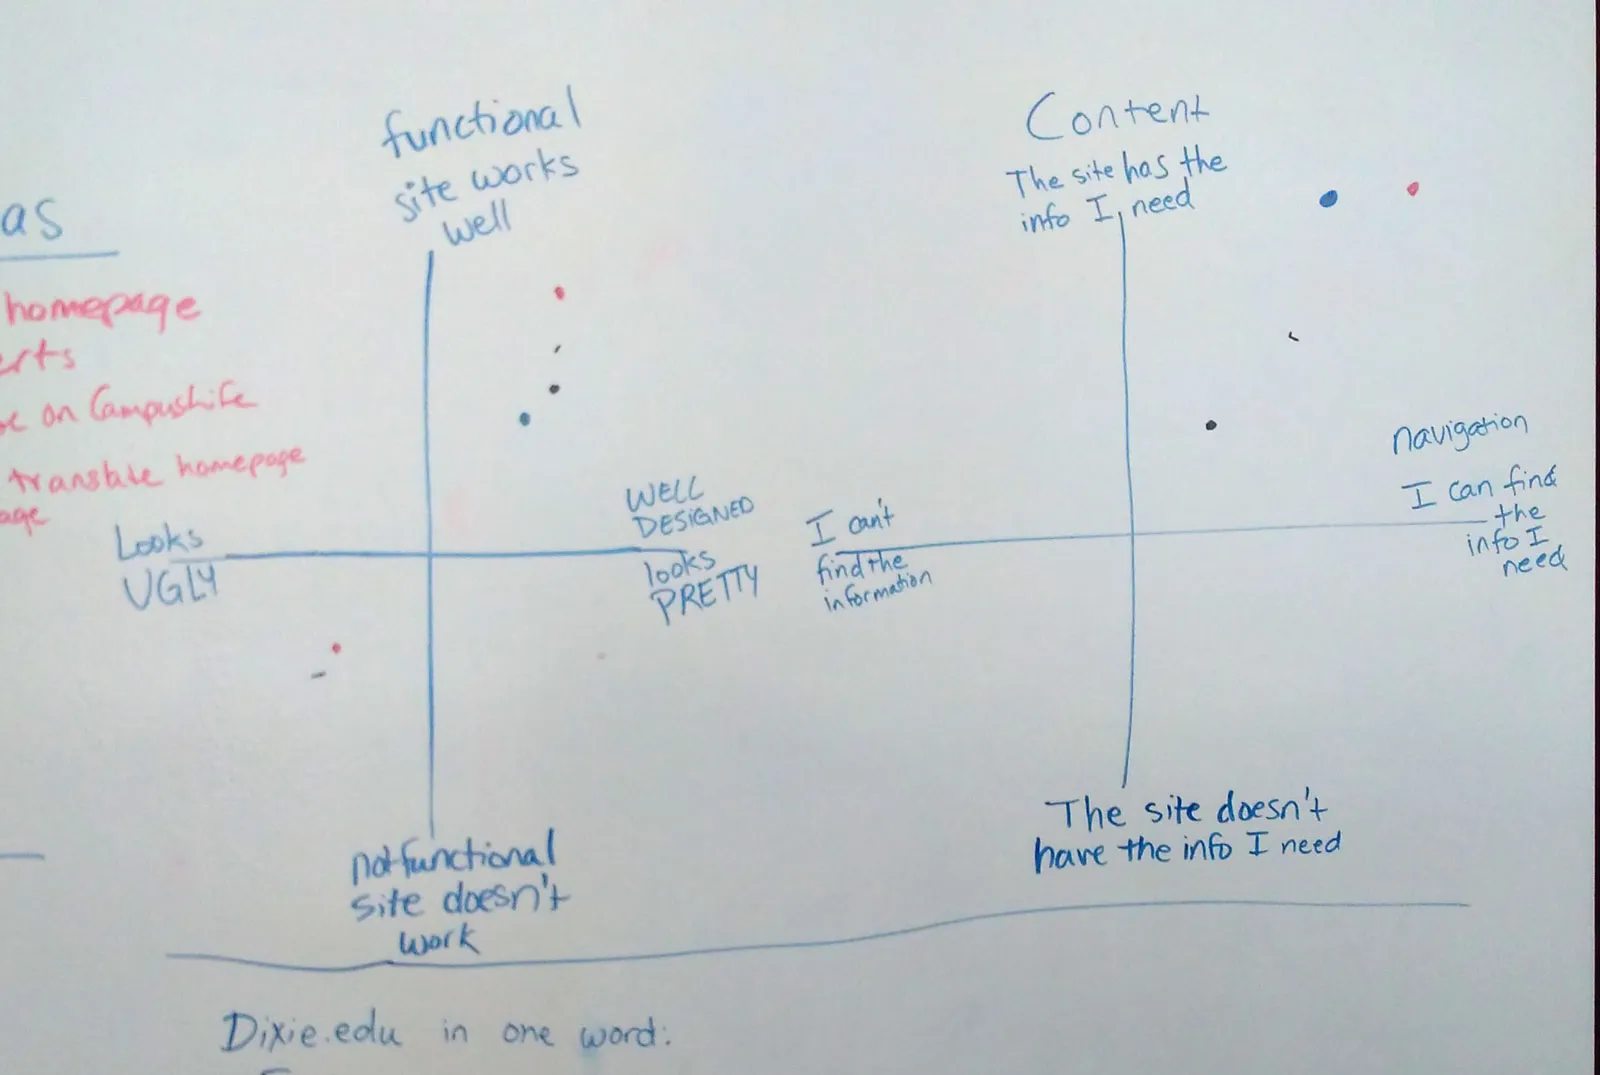 as
homepage
erts
on CampusLife
translate homepage
age
functional
site works
well
Looks
UGLY
WELL
DESIGNED
looks
PRETTY
not functional
site doesn't
work
Content
The site has the
info I need
I can't
find the
information
navigation
I can find
the
info I
need
The site doesn't
have the info I need
Dixie.edu in one word: